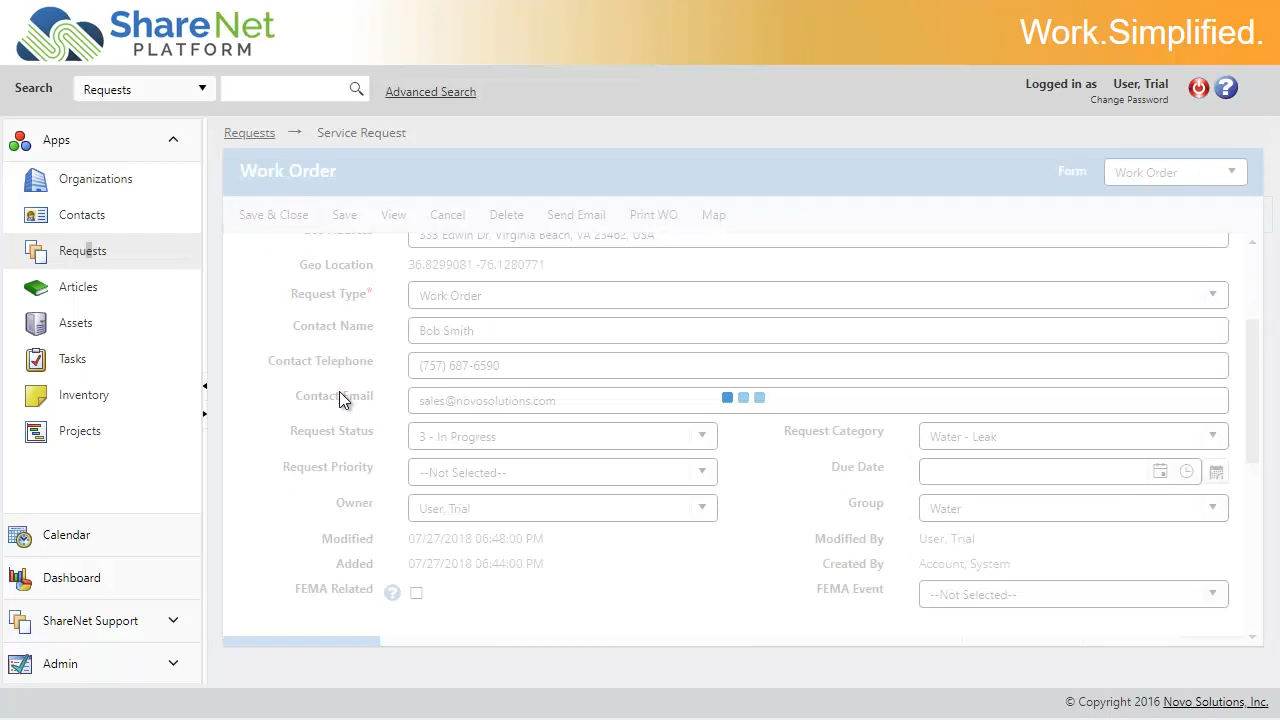 ShareNet
PLATFORM
Work.Simplified.
Search
Requests
Advanced Search
Logged in as User, Trial
Change Password
Apps
Organizations
Contacts
Requests
Articles
Assets
Tasks
Inventory
Projects
Calendar
Dashboard
ShareNet Support
Admin
Requests → Service Request
Work Order
Form Work Order
Save & Close Save View Cancel Delete Send Email Print WO Map
Geo Address 333 Edwin Dr, Virginia Beach, VA 23462, USA
Geo Location 36.8299081 -76.1280771
Request Type* Work Order
Contact Name Bob Smith
Contact Telephone (757) 687-6590
Contact Email sales@novosolutions.com
Request Status 3 - In Progress Request Category Water - Leak
Request Priority --Not Selected-- Due Date
Owner User, Trial Group Water
Modified 07/27/2018 06:48:00 PM Modified By User, Trial
Added 07/27/2018 06:44:00 PM Created By Account, System
FEMA Related ? FEMA Event --Not Selected--
© Copyright 2016 Novo Solutions, Inc.